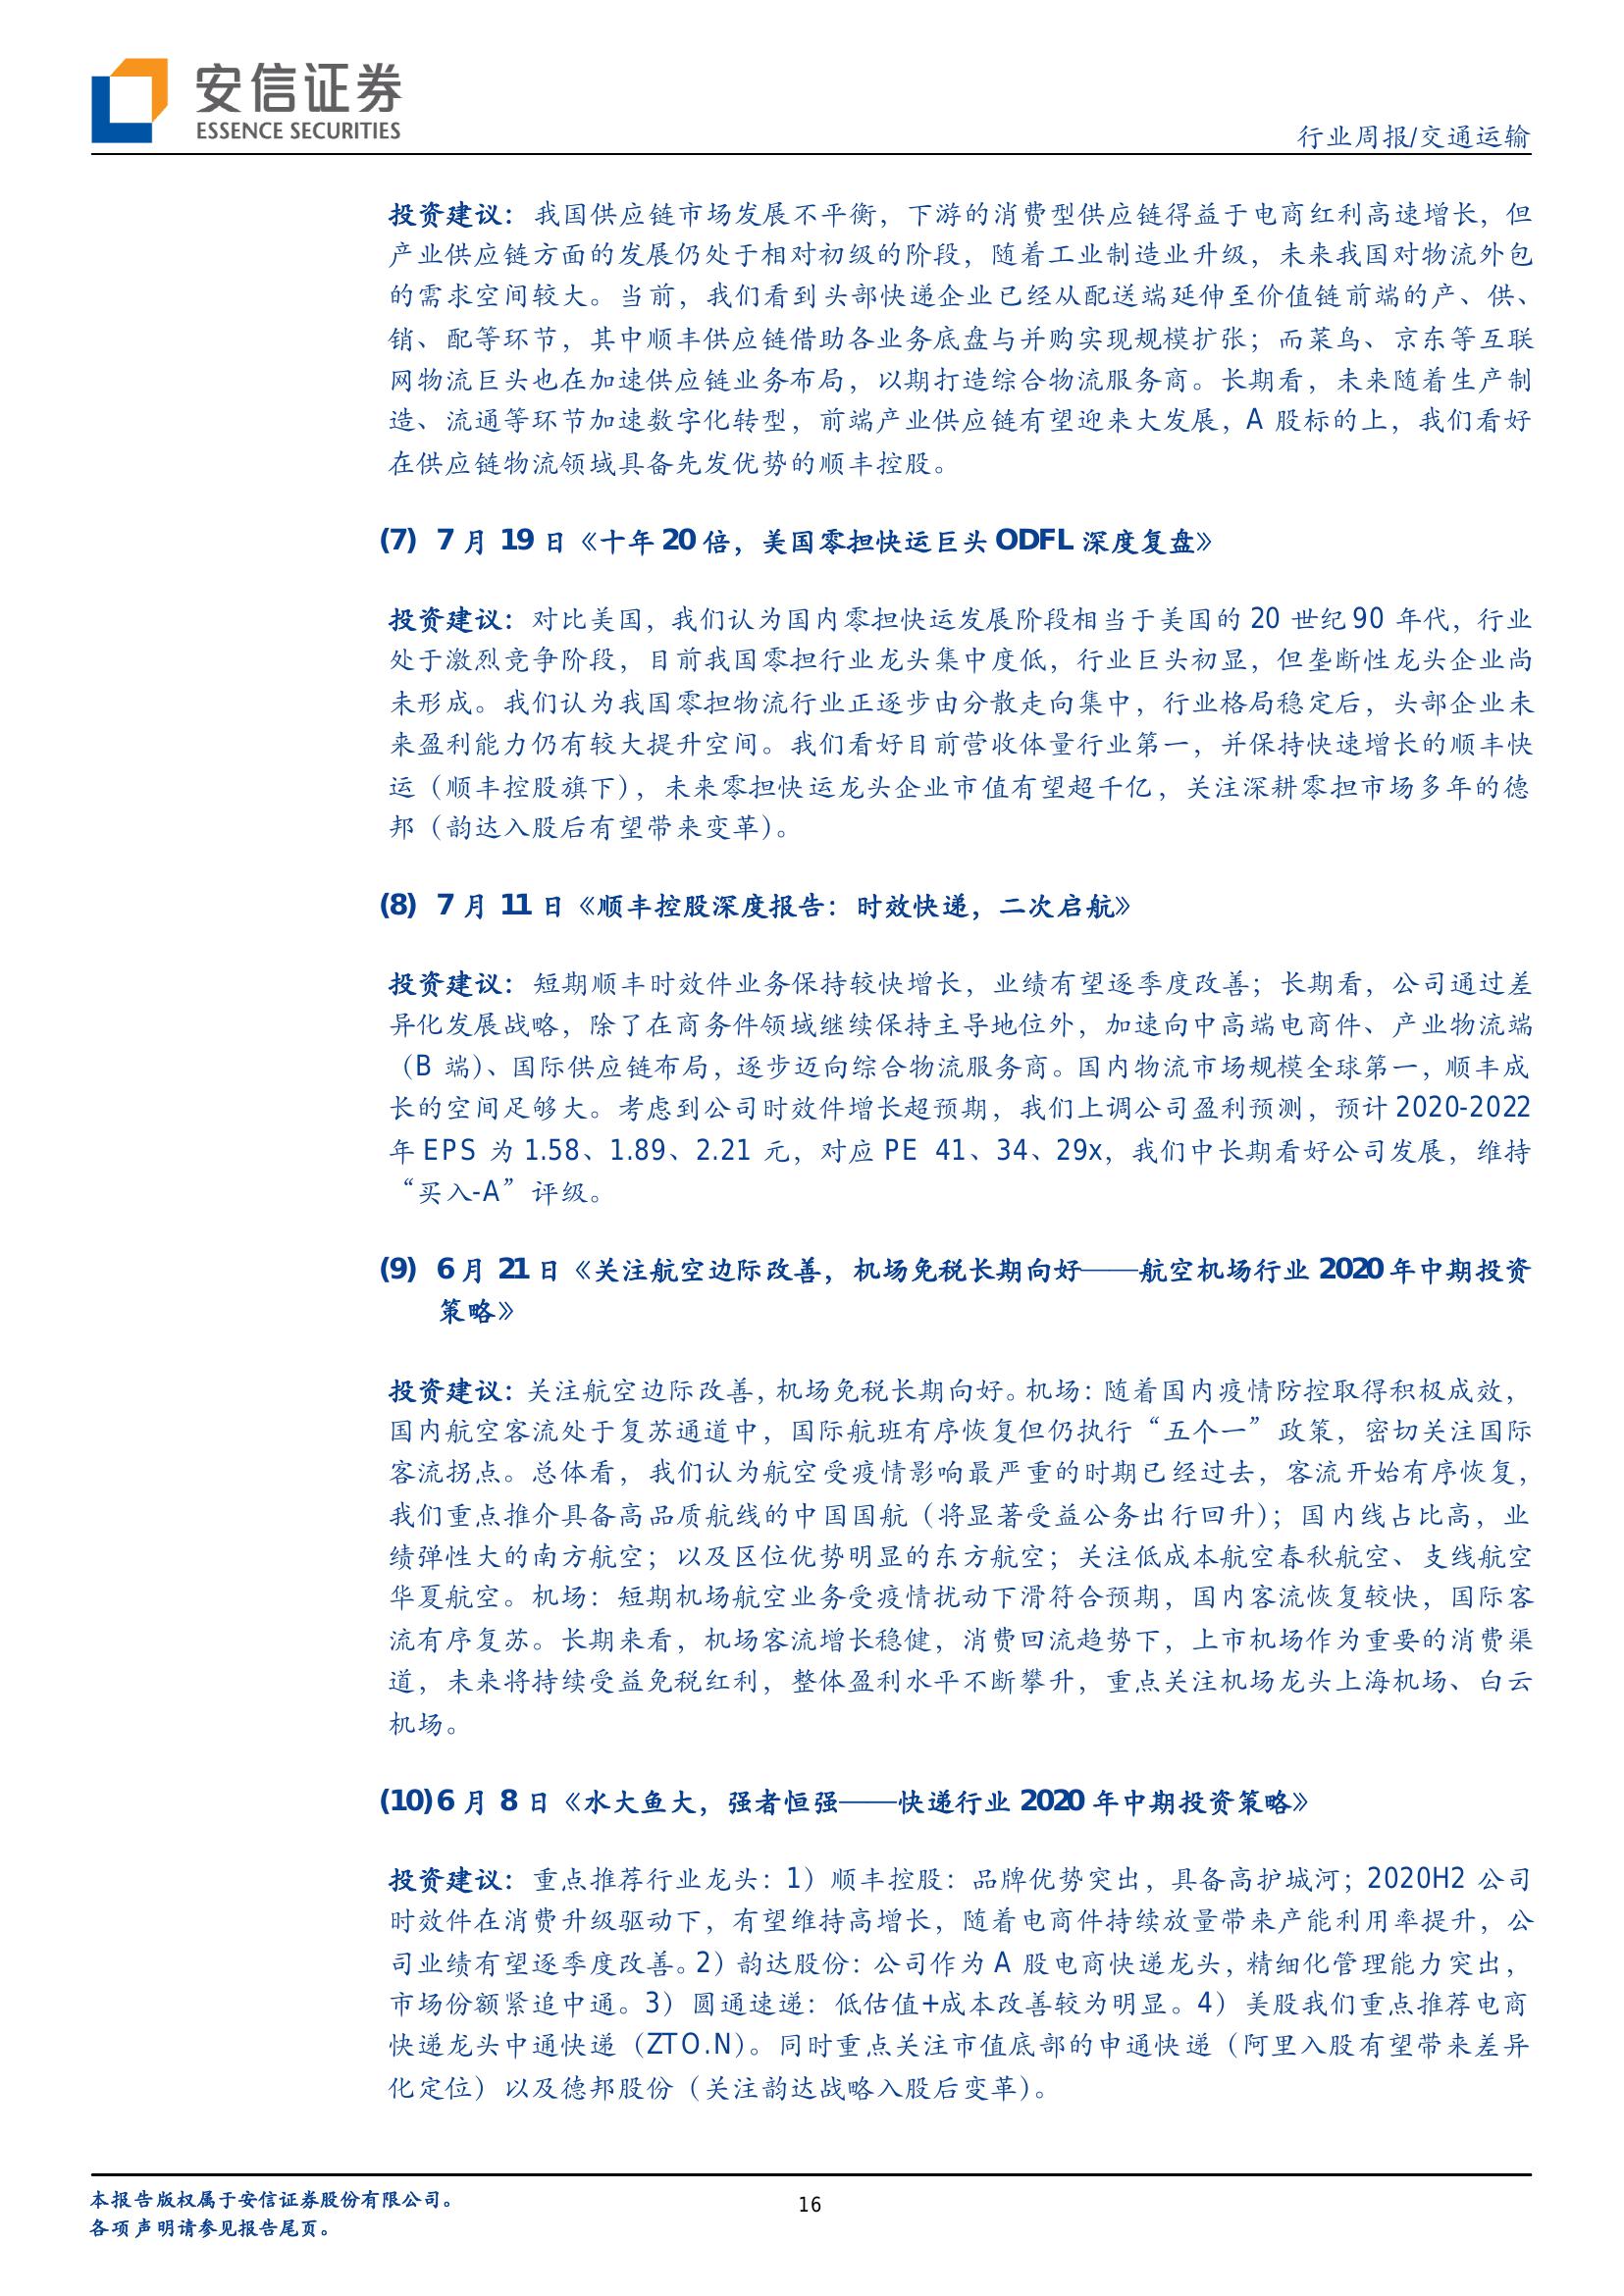 安信证券
ESSENCE SECURITIES
行业周报/交通运输
投资建议：我国供应链市场发展不平衡，下游的消费型供应链得益于电商红利高速增长，但
产业供应链方面的发展仍处于相对初级的阶段，随着工业制造业升级，未来我国对物流外包
的需求空间较大。当前，我们看到头部快递企业已经从配送端延伸至价值链前端的产、供、
销、配等环节，其中顺丰供应链借助各业务底盘与并购实现规模扩张；而菜鸟、京东等互联
网物流巨头也在加速供应链业务布局，以期打造综合物流服务商。长期看，未来随着生产制
造、流通等环节加速数字化转型，前端产业供应链有望迎来大发展，A 股标的上，我们看好
在供应链物流领域具备先发优势的顺丰控股。
(7) 7 月 19 日《十年 20 倍，美国零担快运巨头 ODFL 深度复盘》
投资建议：对比美国，我们认为国内零担快运发展阶段相当于美国的 20 世纪 90 年代，行业
处于激烈竞争阶段，目前我国零担行业龙头集中度低，行业巨头初显，但垄断性龙头企业尚
未形成。我们认为我国零担物流行业正逐步由分散走向集中，行业格局稳定后，头部企业未
来盈利能力仍有较大提升空间。我们看好目前营收体量行业第一，并保持快速增长的顺丰快
运（顺丰控股旗下），未来零担快运龙头企业市值有望超千亿，关注深耕零担市场多年的德
邦（韵达入股后有望带来变革）。
(8) 7 月 11 日《顺丰控股深度报告：时效快递，二次启航》
投资建议：短期顺丰时效件业务保持较快增长，业绩有望逐季度改善；长期看，公司通过差
异化发展战略，除了在商务件领域继续保持主导地位外，加速向中高端电商件、产业物流端
（B 端）、国际供应链布局，逐步迈向综合物流服务商。国内物流市场规模全球第一，顺丰成
长的空间足够大。考虑到公司时效件增长超预期，我们上调公司盈利预测，预计 2020-2022
年 EPS 为 1.58、1.89、2.21 元，对应 PE 41、34、29x，我们中长期看好公司发展，维持
“买入-A”评级。
(9) 6 月 21 日《关注航空边际改善，机场免税长期向好——航空机场行业 2020 年中期投资
策略》
投资建议：关注航空边际改善，机场免税长期向好。机场：随着国内疫情防控取得积极成效，
国内航空客流处于复苏通道中，国际航班有序恢复但仍执行“五个一”政策，密切关注国际
客流拐点。总体看，我们认为航空受疫情影响最严重的时期已经过去，客流开始有序恢复，
我们重点推介具备高品质航线的中国国航（将显著受益公务出行回升）；国内线占比高，业
绩弹性大的南方航空；以及区位优势明显的东方航空；关注低成本航空春秋航空、支线航空
华夏航空。机场：短期机场航空业务受疫情扰动下滑符合预期，国内客流恢复较快，国际客
流有序复苏。长期来看，机场客流增长稳健，消费回流趋势下，上市机场作为重要的消费渠
道，未来将持续受益免税红利，整体盈利水平不断攀升，重点关注机场龙头上海机场、白云
机场。
(10) 6 月 8 日《水大鱼大，强者恒强——快递行业 2020 年中期投资策略》
投资建议：重点推荐行业龙头：1）顺丰控股：品牌优势突出，具备高护城河；2020H2 公司
时效件在消费升级驱动下，有望维持高增长，随着电商件持续放量带来产能利用率提升，公
司业绩有望逐季度改善。2）韵达股份：公司作为 A 股电商快递龙头，精细化管理能力突出，
市场份额紧追中通。3）圆通速递：低估值+成本改善较为明显。4）美股我们重点推荐电商
快递龙头中通快递（ZTO.N）。同时重点关注市值底部的申通快递（阿里入股有望带来差异
化定位）以及德邦股份（关注韵达战略入股后变革）。
本报告版权属于安信证券股份有限公司。
各项声明请参见报告尾页。
16